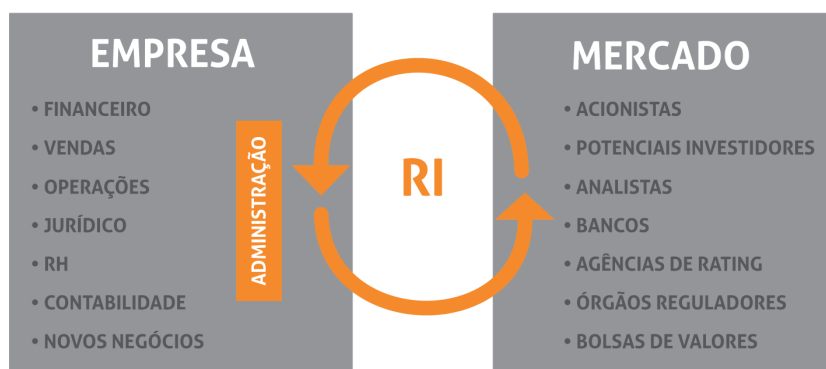 EMPRESA
• FINANCEIRO
• VENDAS
• OPERAÇÕES
• JURÍDICO
• RH
• CONTABILIDADE
• NOVOS NEGÓCIOS
ADMINISTRAÇÃO
RI
MERCADO
• ACIONISTAS
• POTENCIAIS INVESTIDORES
• ANALISTAS
• BANCOS
• AGÊNCIAS DE RATING
• ÓRGÃOS REGULADORES
• BOLSAS DE VALORES